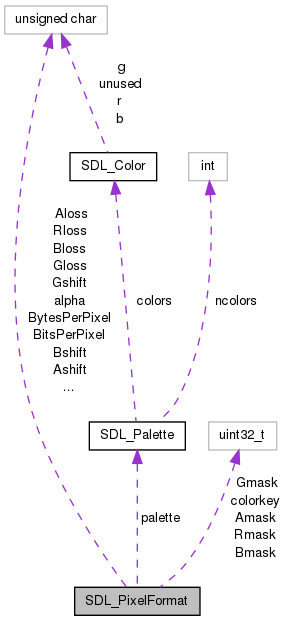 unsigned char
g
unused
r
b
SDL_Color
int
Aloss
Rloss
Bloss
Gloss
Gshift
alpha
BytesPerPixel
BitsPerPixel
Bshift
Ashift
...
colors
ncolors
SDL_Palette
uint32_t
palette
Gmask
colorkey
Amask
Rmask
Bmask
SDL_PixelFormat